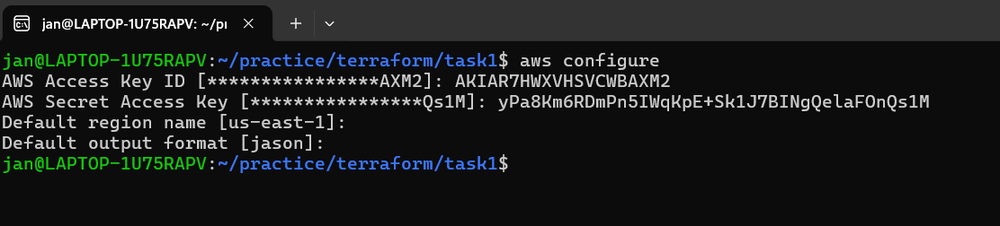 jan@LAPTOP-1U75RAPV: ~/p
jan@LAPTOP-1U75RAPV:~/practice/terraform/task1$ aws configure
AWS Access Key ID [****************AXM2]: AKIAR7HWXVHSVCWBAXM2
AWS Secret Access Key [****************Qs1M]: 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
Default region name [us-east-1]:
Default output format [jason]:
jan@LAPTOP-1U75RAPV:~/practice/terraform/task1$